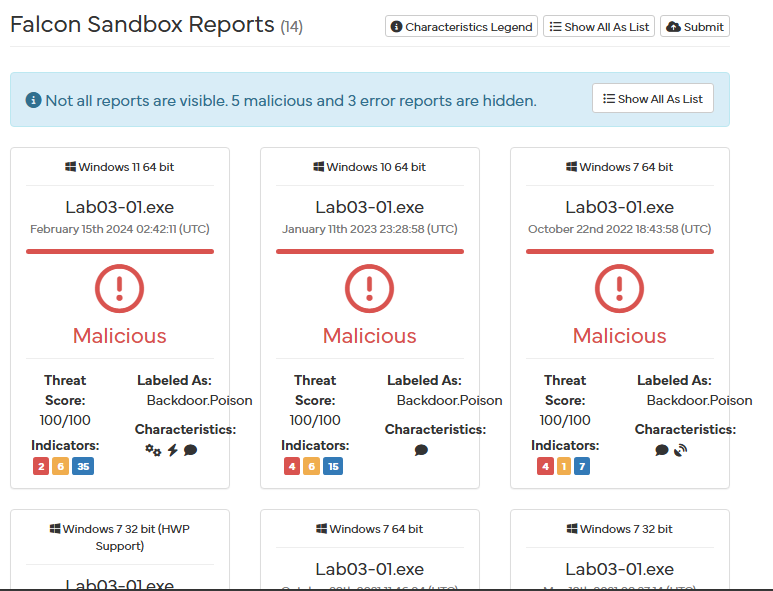 Falcon Sandbox Reports (14)
Characteristics Legend
Show All As List
Submit
Not all reports are visible. 5 malicious and 3 error reports are hidden.
Show All As List
Windows 11 64 bit
Lab03-01.exe
February 15th 2024 02:42:11 (UTC)
Malicious
Threat
Score:
100/100
Indicators:
2 6 35
Labeled As:
Backdoor.Poison
Characteristics:
Windows 10 64 bit
Lab03-01.exe
January 11th 2023 23:28:58 (UTC)
Malicious
Threat
Score:
100/100
Indicators:
4 6 15
Labeled As:
Backdoor.Poison
Characteristics:
Windows 7 64 bit
Lab03-01.exe
October 22nd 2022 18:43:58 (UTC)
Malicious
Threat
Score:
100/100
Indicators:
4 1 7
Labeled As:
Backdoor.Poison
Characteristics:
Windows 7 32 bit (HWP
Support)
Lab03-01.exe
Windows 7 64 bit
Lab03-01.exe
Windows 7 32 bit
Lab03-01.exe